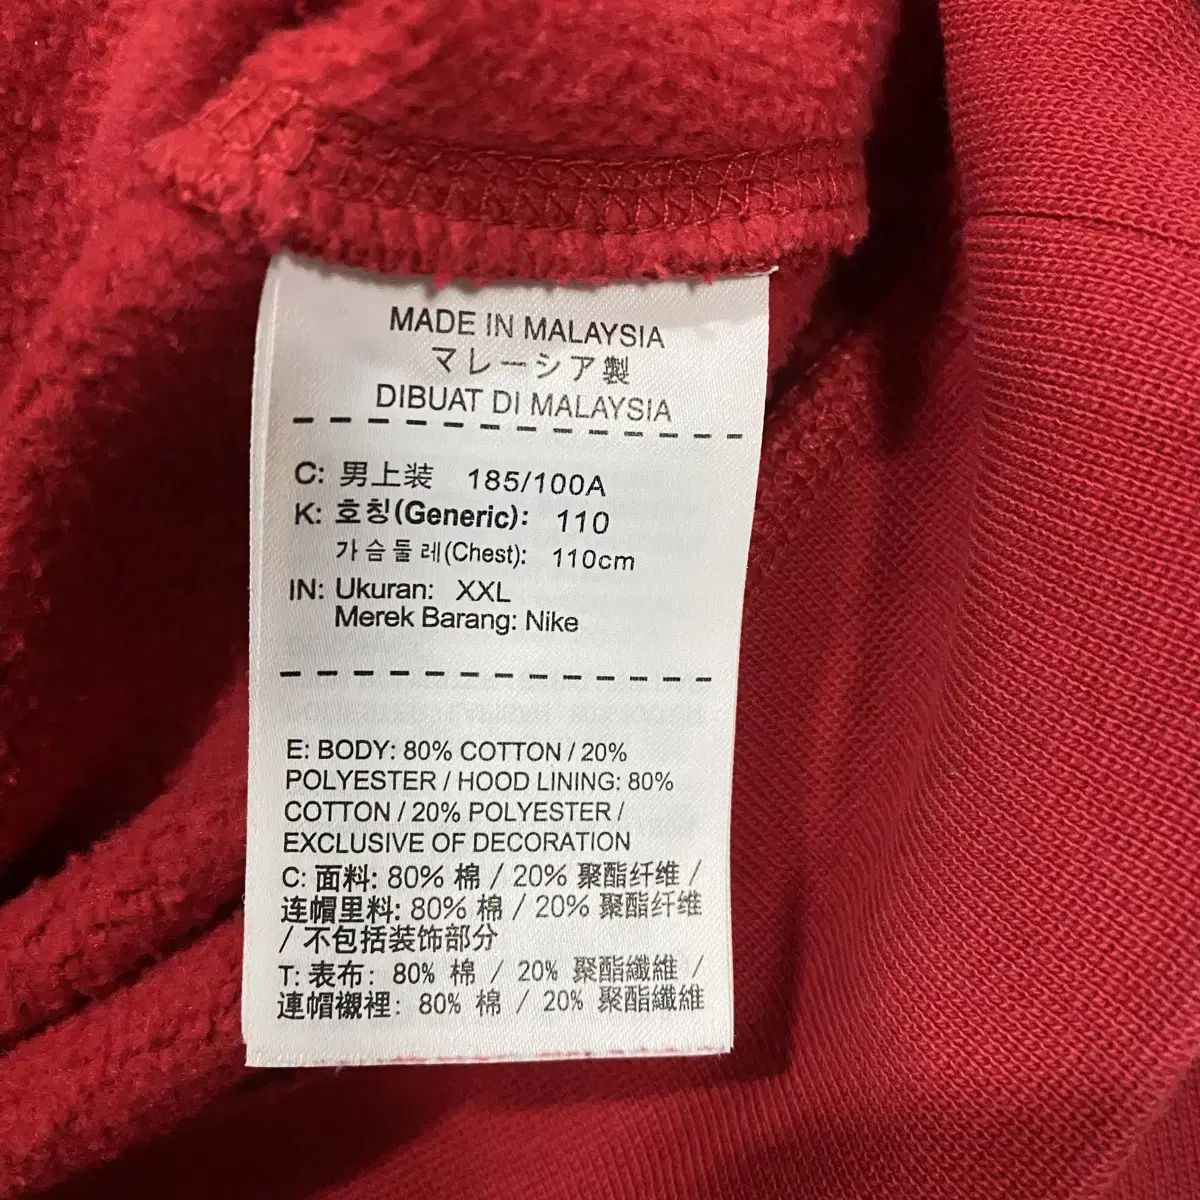 MADE IN MALAYSIA
マレーシア製
DIBUAT DI MALAYSIA
C: 男上装 185/100A
K: 호칭(Generic): 110
가슴둘레(Chest): 110cm
IN: Ukuran: XXL
Merek Barang: Nike
E: BODY: 80% COTTON / 20%
POLYESTER / HOOD LINING: 80%
COTTON / 20% POLYESTER /
EXCLUSIVE OF DECORATION
C: 面料: 80% 棉 / 20% 聚酯纤维 /
连帽里料: 80% 棉 / 20% 聚酯纤维
/ 不包括装饰部分
T: 表布: 80% 棉 / 20% 聚酯纖維 /
連帽襯裡: 80% 棉 / 20% 聚酯纖維